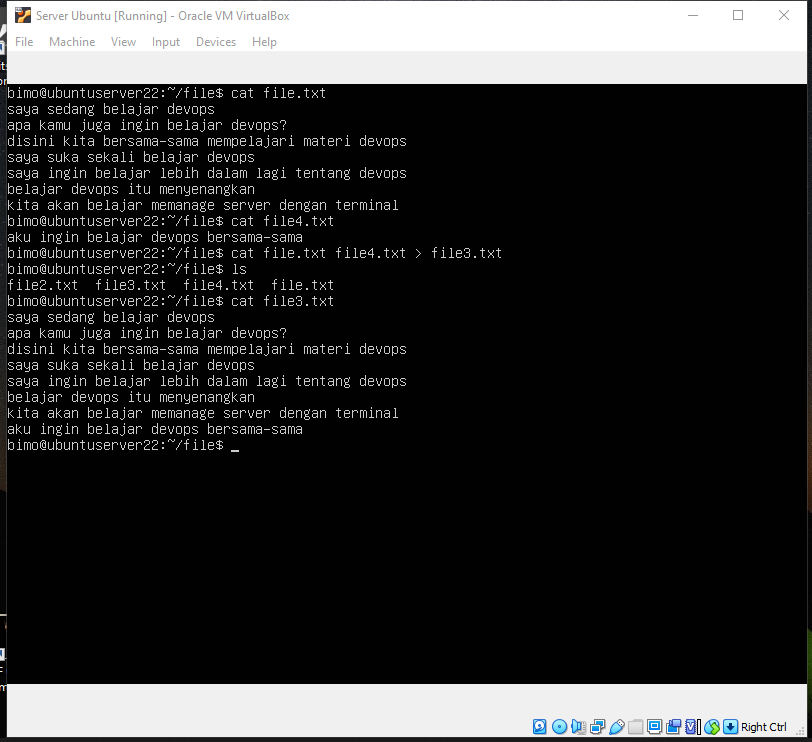 Server Ubuntu [Running] - Oracle VM VirtualBox
File Machine View Input Devices Help
bimo@ubuntuserver22:~/file$ cat file.txt
saya sedang belajar devops
apa kamu juga ingin belajar devops?
disini kita bersama-sama mempelajari materi devops
saya suka sekali belajar devops
saya ingin belajar lebih dalam lagi tentang devops
belajar devops itu menyenangkan
kita akan belajar memanage server dengan terminal
bimo@ubuntuserver22:~/file$ cat file4.txt
aku ingin belajar devops bersama-sama
bimo@ubuntuserver22:~/file$ cat file.txt file4.txt > file3.txt
bimo@ubuntuserver22:~/file$ ls
file2.txt  file3.txt  file4.txt  file.txt
bimo@ubuntuserver22:~/file$ cat file3.txt
saya sedang belajar devops
apa kamu juga ingin belajar devops?
disini kita bersama-sama mempelajari materi devops
saya suka sekali belajar devops
saya ingin belajar lebih dalam lagi tentang devops
belajar devops itu menyenangkan
kita akan belajar memanage server dengan terminal
aku ingin belajar devops bersama-sama
bimo@ubuntuserver22:~/file$ _
Right Ctrl